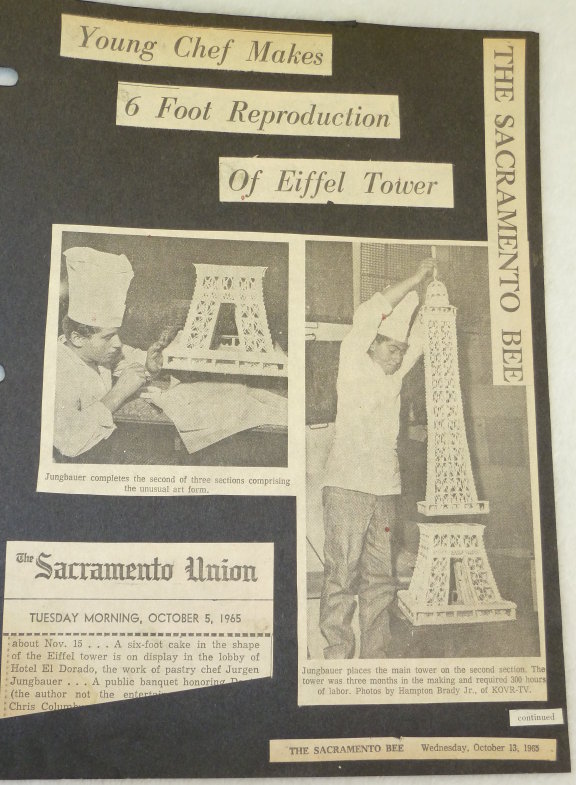 Young Chef Makes
6 Foot Reproduction
Of Eiffel Tower
THE SACRAMENTO BEE
Jungbauer completes the second of three sections comprising
the unusual art form.
Jungbauer places the main tower on the second section. The
tower was three months in the making and required 300 hours
of labor. Photos by Hampton Brady Jr., of KOVR-TV.
The Sacramento Union
TUESDAY MORNING, OCTOBER 5, 1965
about Nov. 15 . . . A six-foot cake in the shape
of the Eiffel tower is on display in the lobby of
Hotel El Dorado, the work of pastry chef Jurgen
Jungbauer . . . A public banquet honoring
(the author not the
Chris
continued
THE SACRAMENTO BEE Wednesday, October 13, 1965